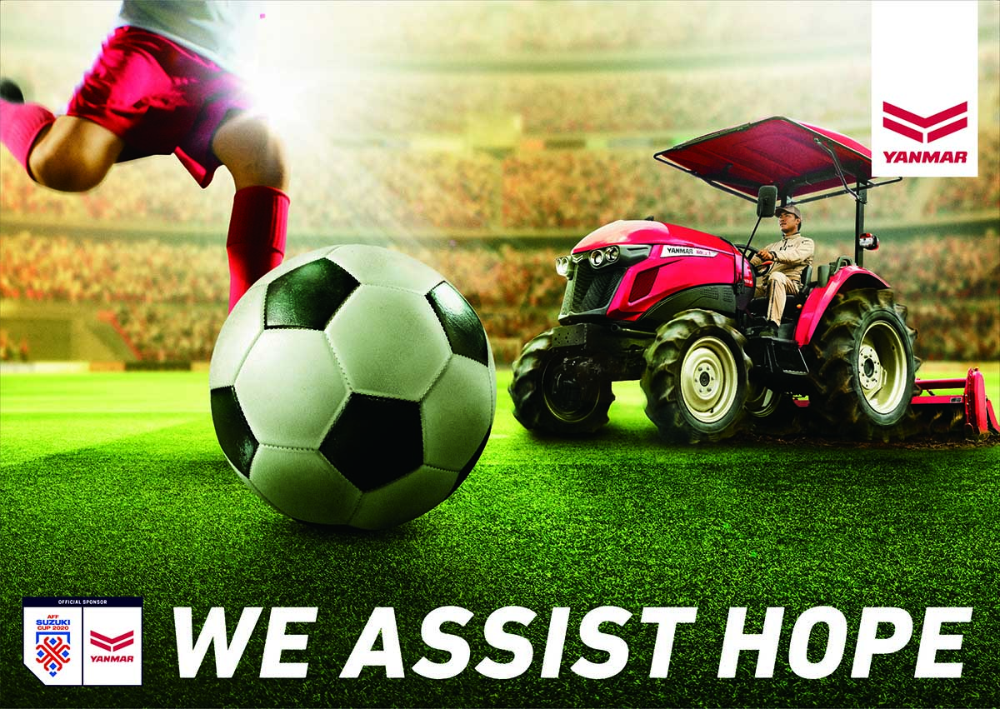 YANMAR
YANMAR
OFFICIAL SPONSOR
AFF
SUZUKI
CUP 2020
YANMAR
WE ASSIST HOPE